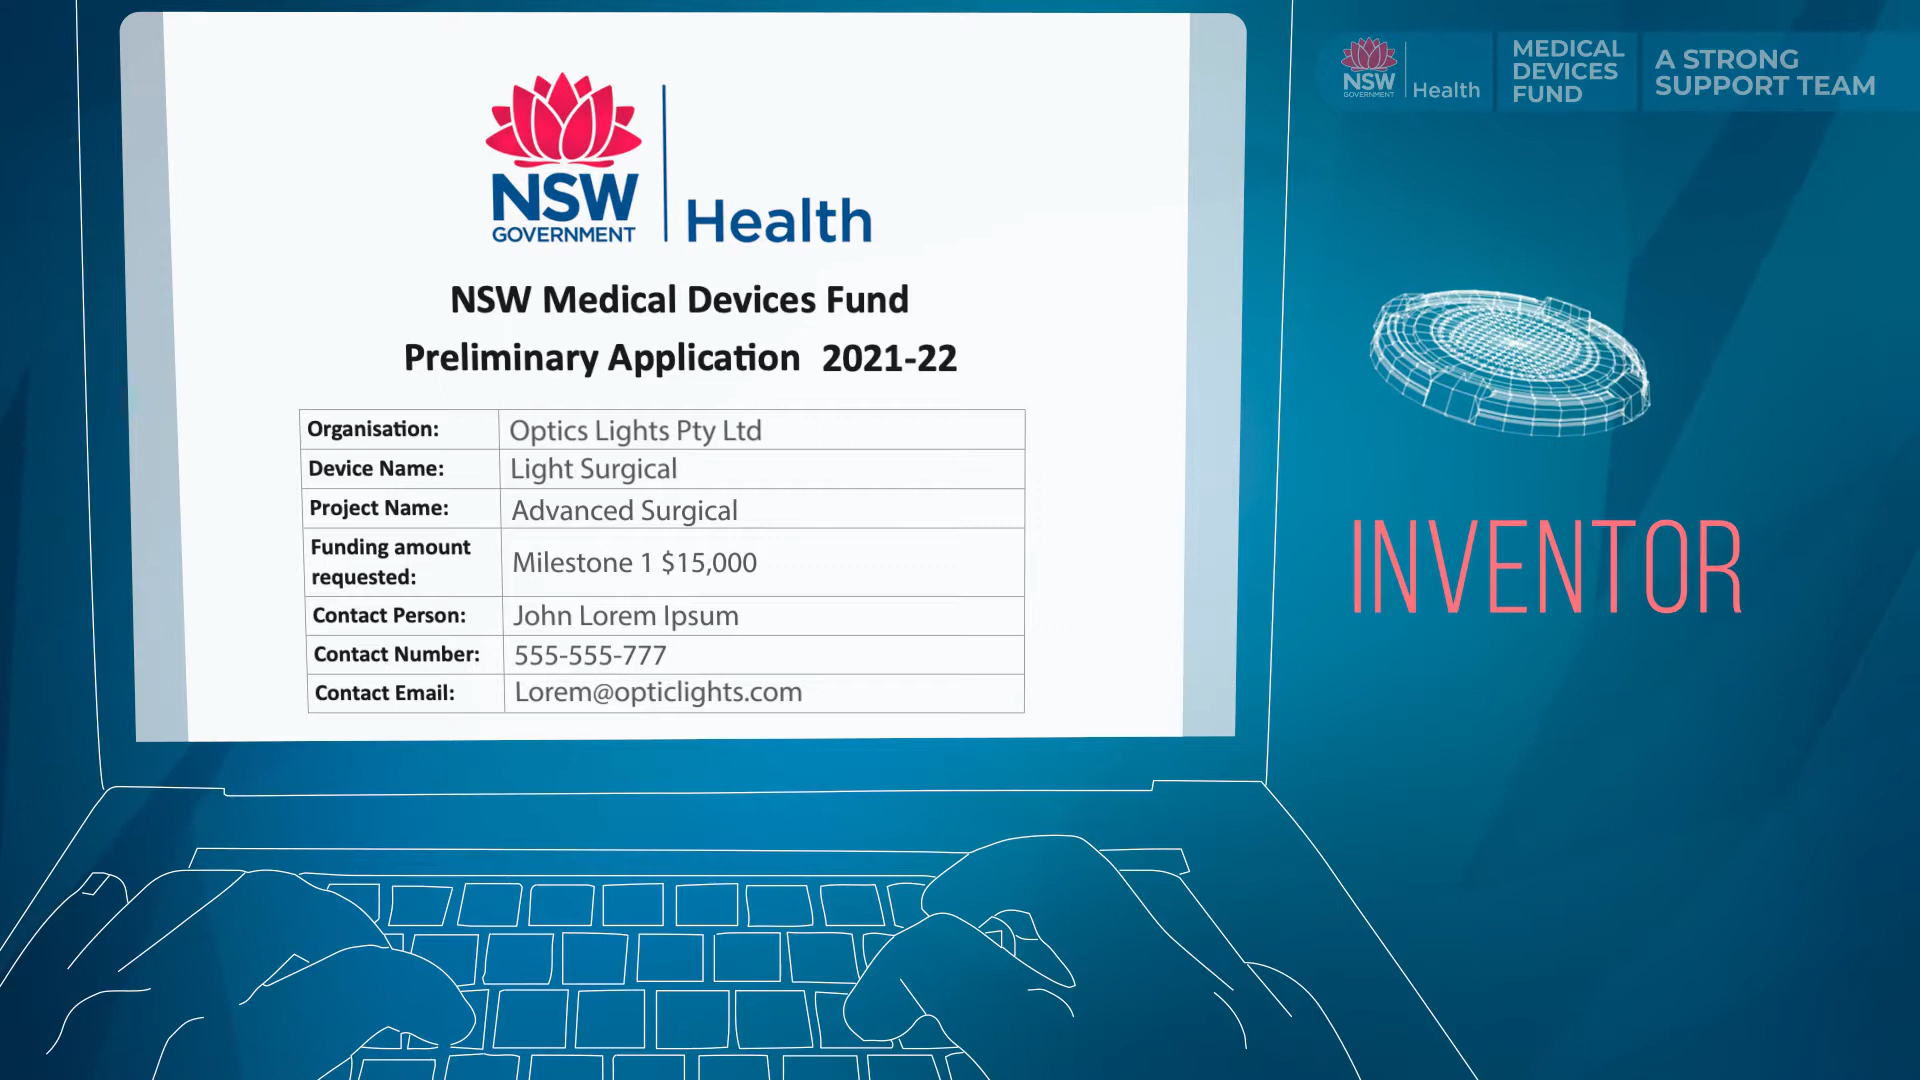 NSW
GOVERNMENT
Health
NSW Medical Devices Fund
Preliminary Application 2021-22
Organisation: Optics Lights Pty Ltd
Device Name: Light Surgical
Project Name: Advanced Surgical
Funding amount
requested: Milestone 1 $15,000
Contact Person: John Lorem Ipsum
Contact Number: 555-555-777
Contact Email: Lorem@opticlights.com
NSW
GOVERNMENT
Health
MEDICAL
DEVICES
FUND
A STRONG
SUPPORT TEAM
INVENTOR